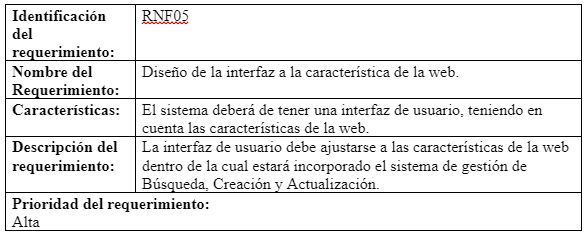 Identificación RNF05
del
requerimiento:
Nombre del Diseño de la interfaz a la característica de la web.
Requerimiento:
Características: El sistema deberá de tener una interfaz de usuario, teniendo en
cuenta las características de la web.
Descripción del La interfaz de usuario debe ajustarse a las características de la web
requerimiento: dentro de la cual estará incorporado el sistema de gestión de
Búsqueda, Creación y Actualización.
Prioridad del requerimiento:
Alta